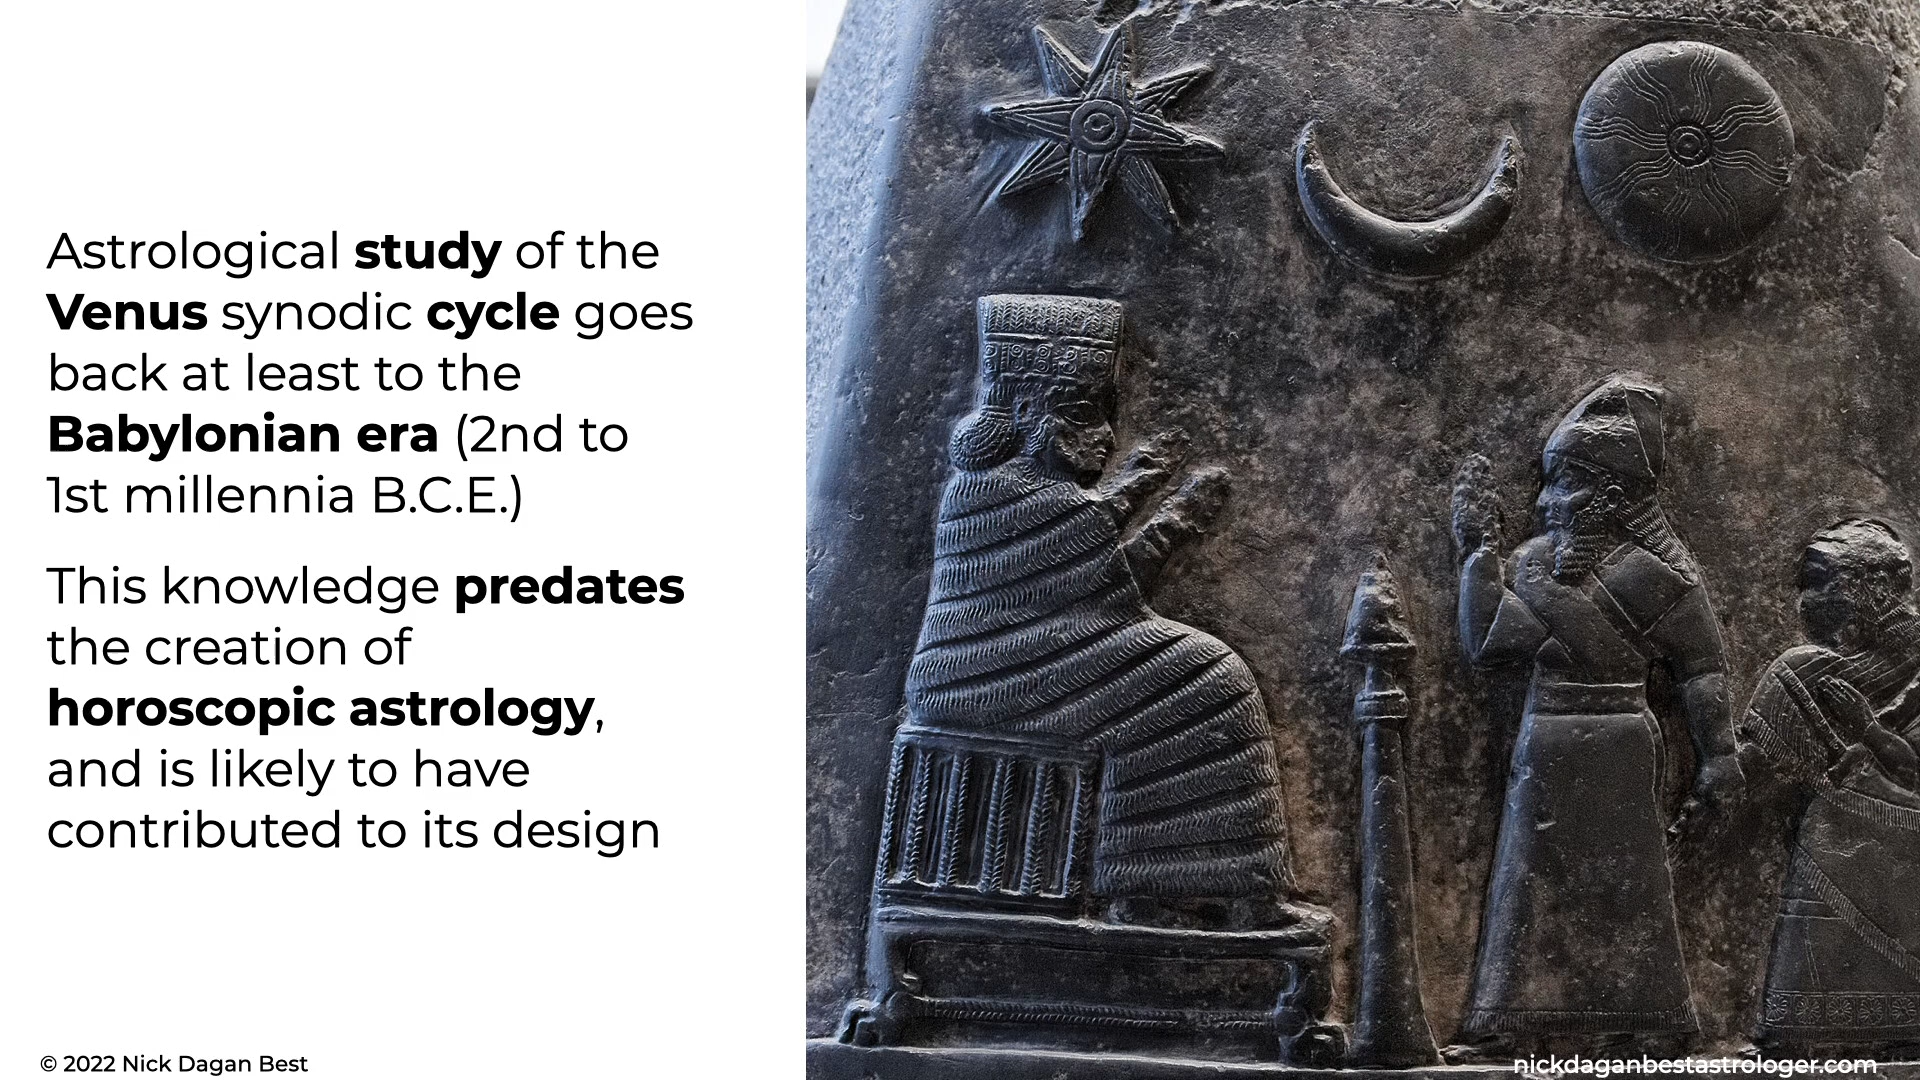 Astrological study of the
Venus synodic cycle goes
back at least to the
Babylonian era (2nd to
1st millennia B.C.E.)
This knowledge predates
the creation of
horoscopic astrology,
and is likely to have
contributed to its design
© 2022 Nick Dagan Best
nickdaganbestastrologer.com